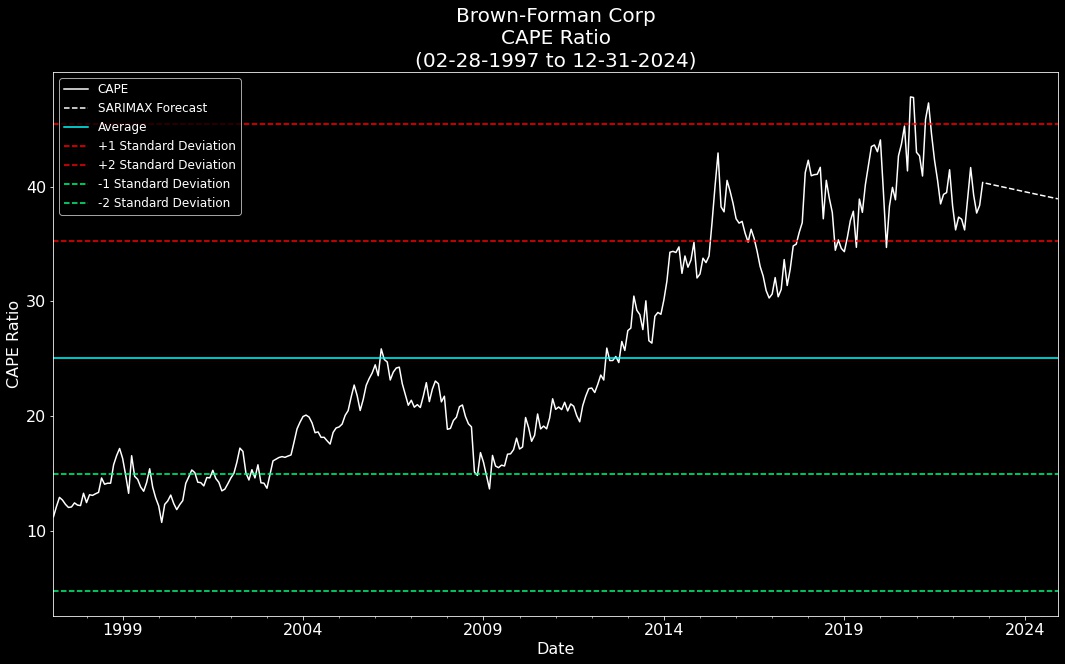 Brown-Forman Corp
CAPE Ratio
(02-28-1997 to 12-31-2024)
CAPE
SARIMAX Forecast
Average
+1 Standard Deviation
+2 Standard Deviation
-1 Standard Deviation
-2 Standard Deviation
CAPE Ratio
40
30
20
10
1999
2004
2009
2014
2019
2024
Date